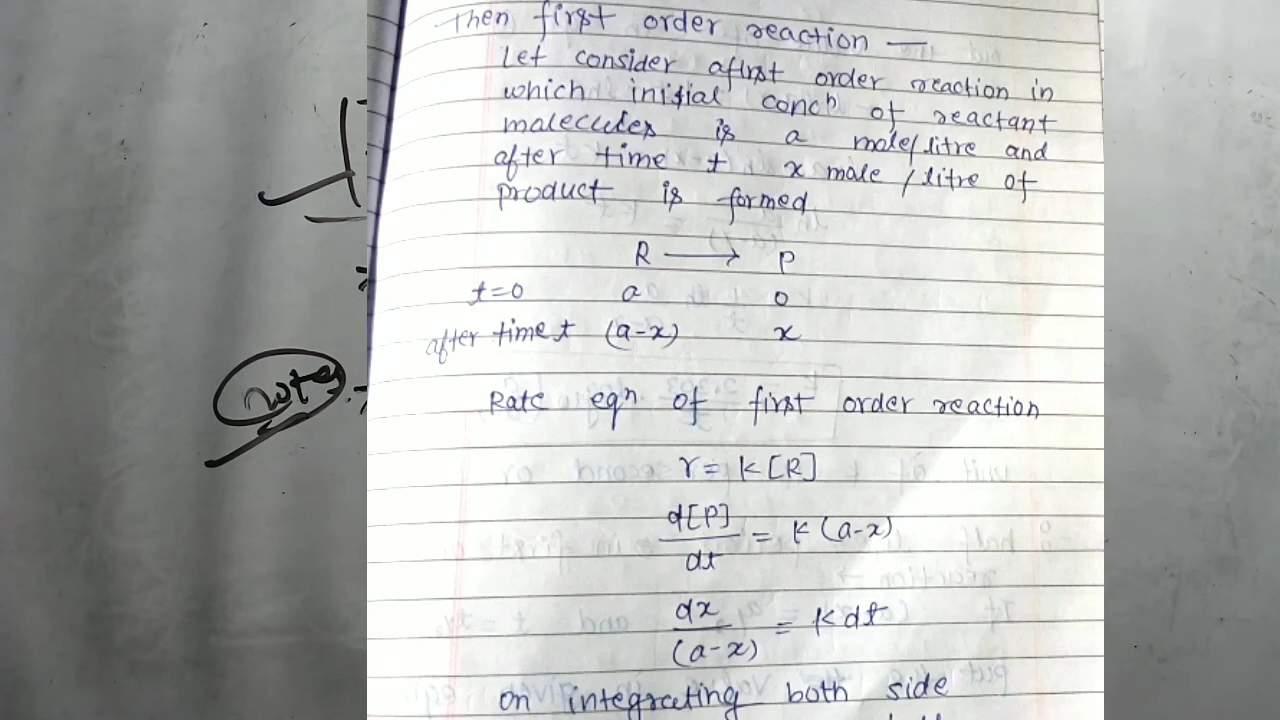 Then first order reaction —
Let consider afirst order reaction in
which initial concn of reactant
malecules is a mole/litre and
after time t x mole / litre of
product is formed
R ⟶ P
t=0 a 0
after time t (a-x) x
Rate eqn of first order reaction
r = K[R]
d[P]/dt = K(a-x)
dx/(a-x) = Kdt
on integrating both side
notes